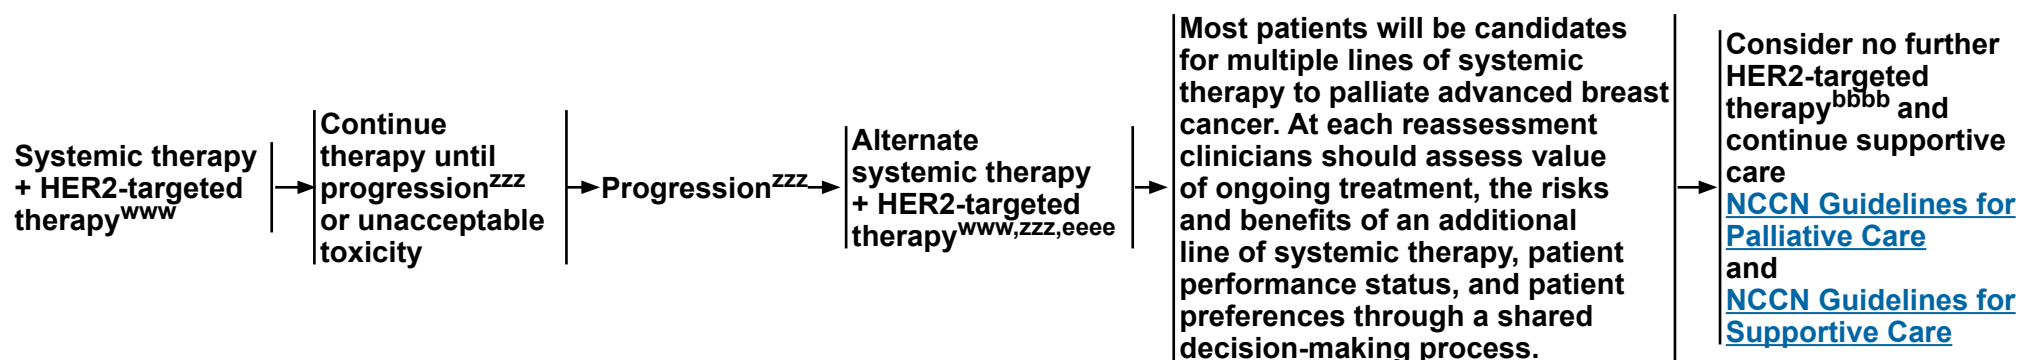 Systemic therapy
+ HER2-targeted
therapywww
Continue
therapy until
progressionzzz
or unacceptable
toxicity
Progressionzzz
Alternate
systemic therapy
+ HER2-targeted
therapywww,zzz,eeee
Most patients will be candidates
for multiple lines of systemic
therapy to palliate advanced breast
cancer. At each reassessment
clinicians should assess value
of ongoing treatment, the risks
and benefits of an additional
line of systemic therapy, patient
performance status, and patient
preferences through a shared
decision-making process.
Consider no further
HER2-targeted
therapybbbb and
continue supportive
care
NCCN Guidelines for
Palliative Care
and
NCCN Guidelines for
Supportive Care